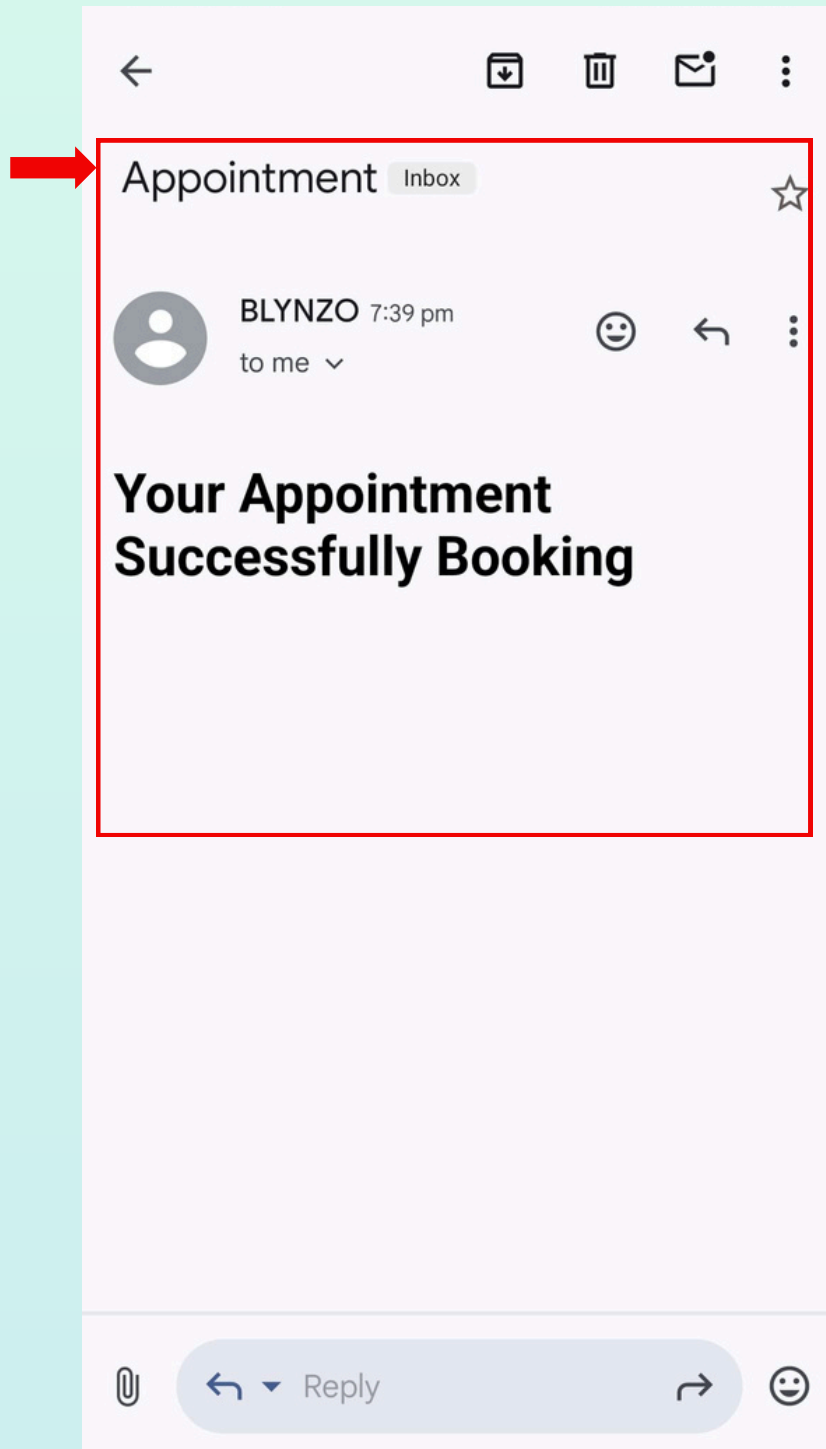 Appointment Inbox
BLYNZO 7:39 pm
to me
Your Appointment
Successfully Booking
Reply